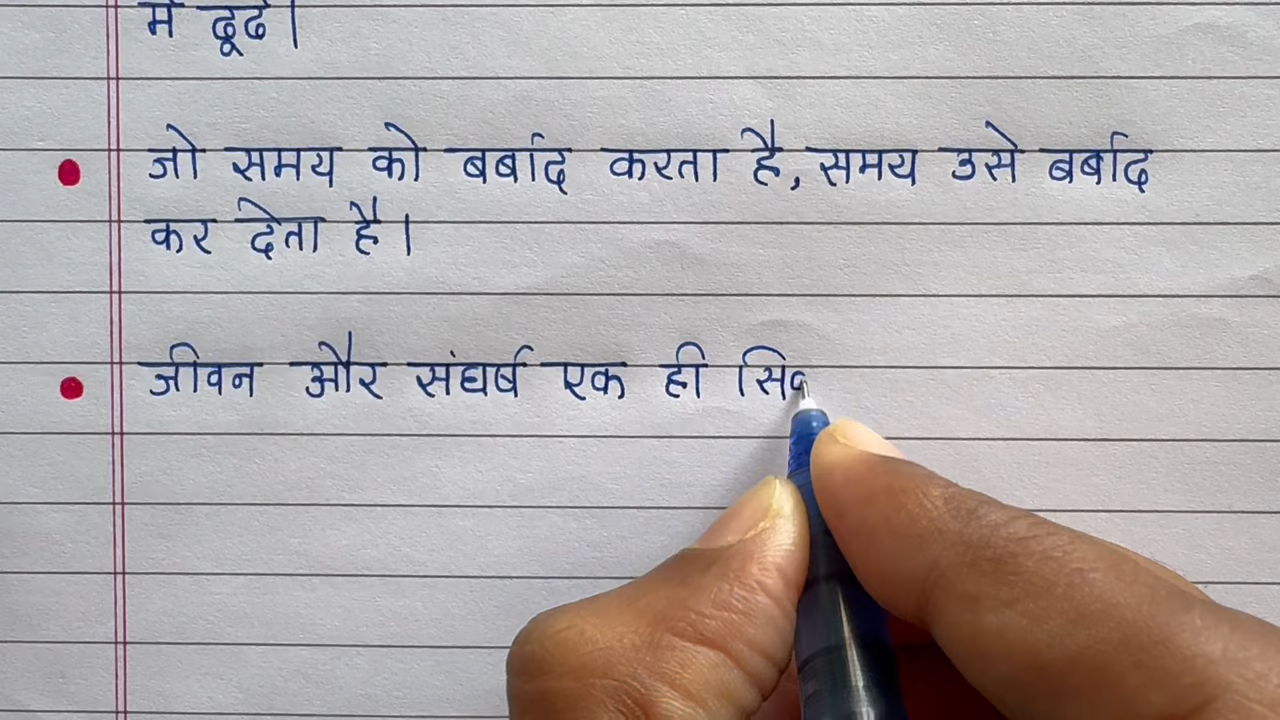 में ढूढें।
जो समय को बर्बाद करता है, समय उसे बर्बाद
कर देता है।
जीवन और संघर्ष एक ही